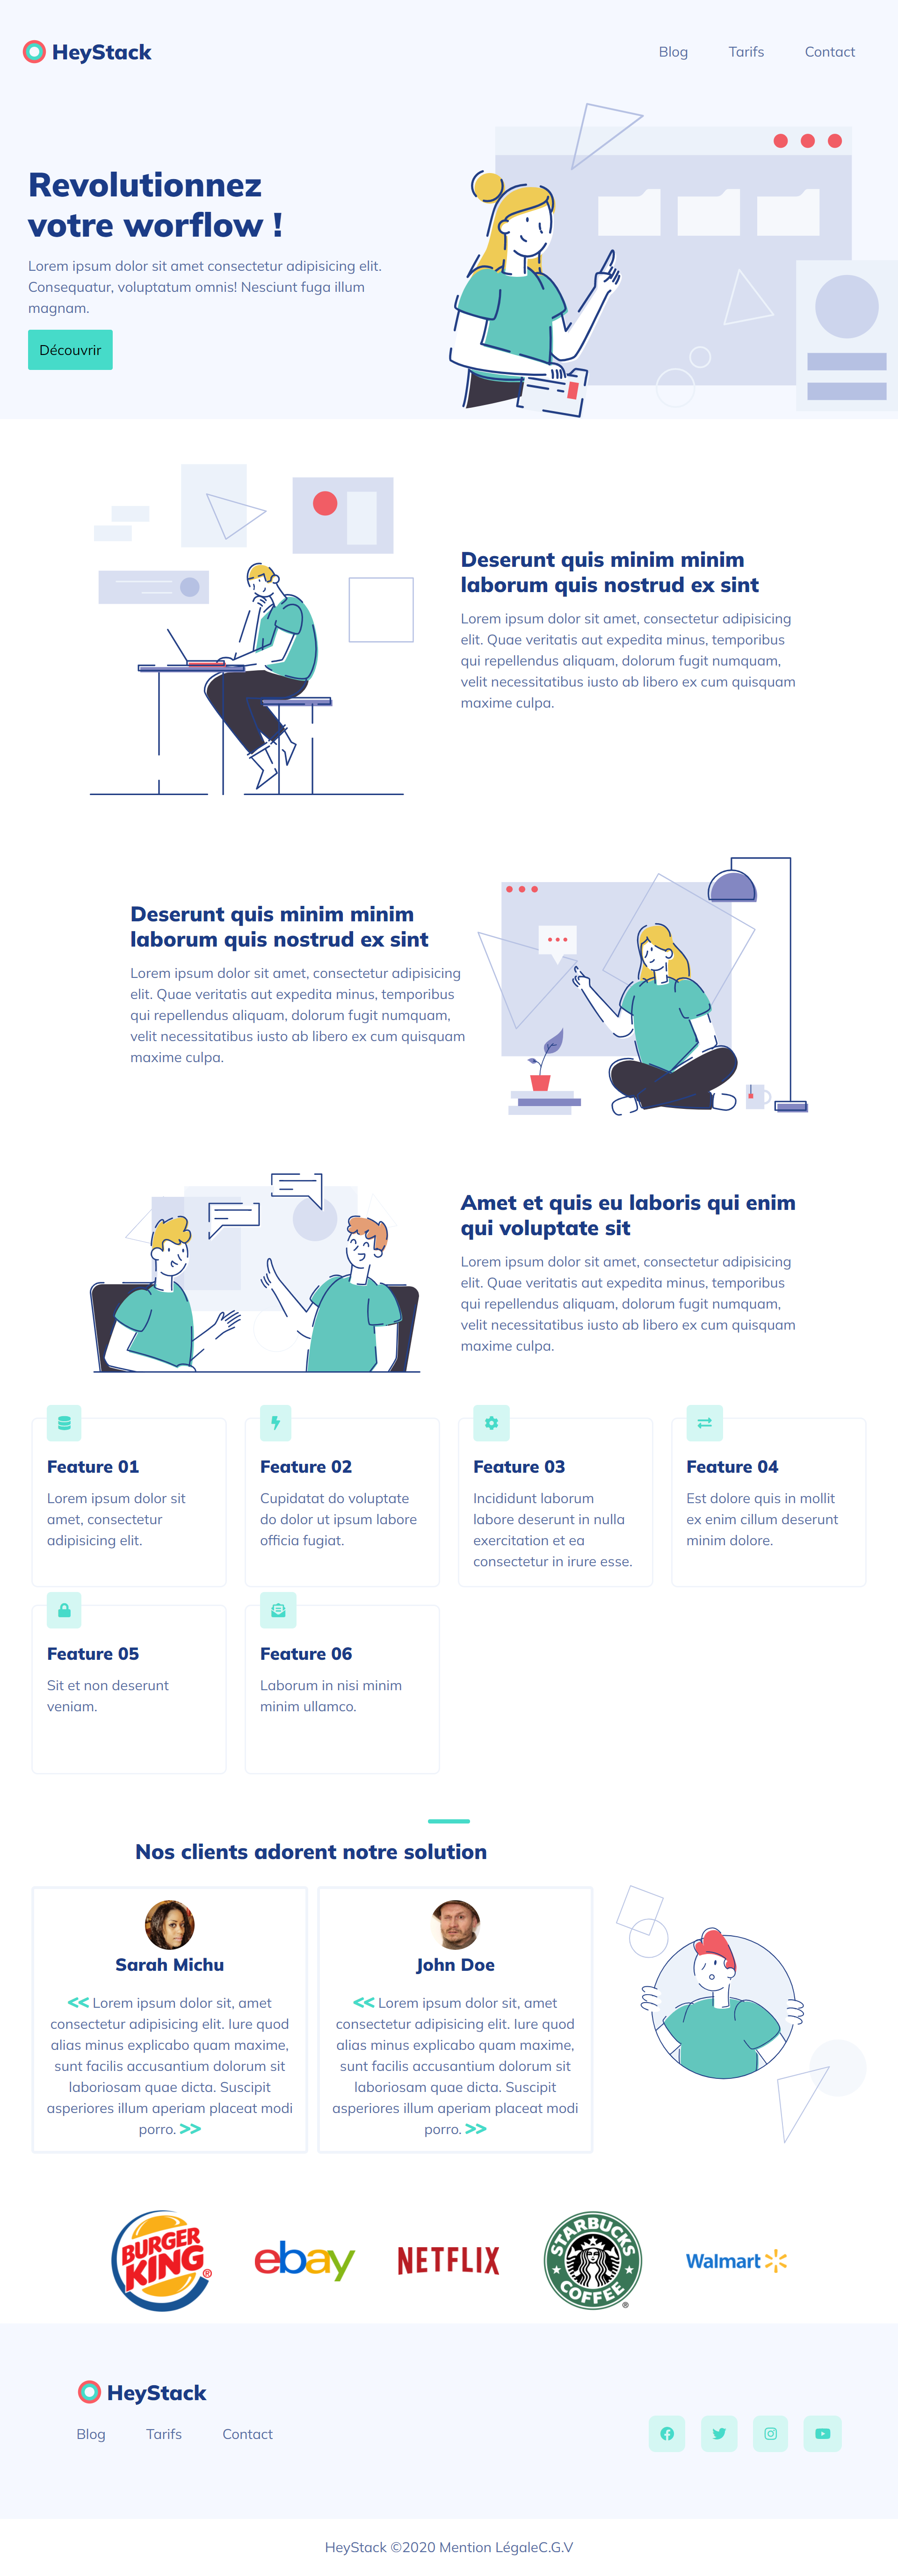 HeyStack
Blog
Tarifs
Contact
Revolutionnez
votre worflow !
Lorem ipsum dolor sit amet consectetur adipisicing elit.
Consequatur, voluptatum omnis! Nesciunt fuga illum
magnam.
Découvrir
Deserunt quis minim minim
laborum quis nostrud ex sint
Lorem ipsum dolor sit amet, consectetur adipisicing
elit. Quae veritatis aut expedita minus, temporibus
qui repellendus aliquam, dolorum fugit numquam,
velit necessitatibus iusto ab libero ex cum quisquam
maxime culpa.
Deserunt quis minim minim
laborum quis nostrud ex sint
Lorem ipsum dolor sit amet, consectetur adipisicing
elit. Quae veritatis aut expedita minus, temporibus
qui repellendus aliquam, dolorum fugit numquam,
velit necessitatibus iusto ab libero ex cum quisquam
maxime culpa.
Amet et quis eu laboris qui enim
qui voluptate sit
Lorem ipsum dolor sit amet, consectetur adipisicing
elit. Quae veritatis aut expedita minus, temporibus
qui repellendus aliquam, dolorum fugit numquam,
velit necessitatibus iusto ab libero ex cum quisquam
maxime culpa.
Feature 01
Lorem ipsum dolor sit
amet, consectetur
adipisicing elit.
Feature 02
Cupidatat do voluptate
do dolor ut ipsum labore
officia fugiat.
Feature 03
Incididunt laborum
labore deserunt in nulla
exercitation et ea
consectetur in irure esse.
Feature 04
Est dolore quis in mollit
ex enim cillum deserunt
minim dolore.
Feature 05
Sit et non deserunt
veniam.
Feature 06
Laborum in nisi minim
minim ullamco.
Nos clients adorent notre solution
Sarah Michu
<< Lorem ipsum dolor sit, amet
consectetur adipisicing elit. Iure quod
alias minus explicabo quam maxime,
sunt facilis accusantium dolorum sit
laboriosam quae dicta. Suscipit
asperiores illum aperiam placeat modi
porro. >>
John Doe
<< Lorem ipsum dolor sit, amet
consectetur adipisicing elit. Iure quod
alias minus explicabo quam maxime,
sunt facilis accusantium dolorum sit
laboriosam quae dicta. Suscipit
asperiores illum aperiam placeat modi
porro. >>
BURGER
KING ®
ebay
NETFLIX
STARBUCKS
COFFEE ®
Walmart
HeyStack
Blog
Tarifs
Contact
HeyStack ©2020 Mention LégaleC.G.V